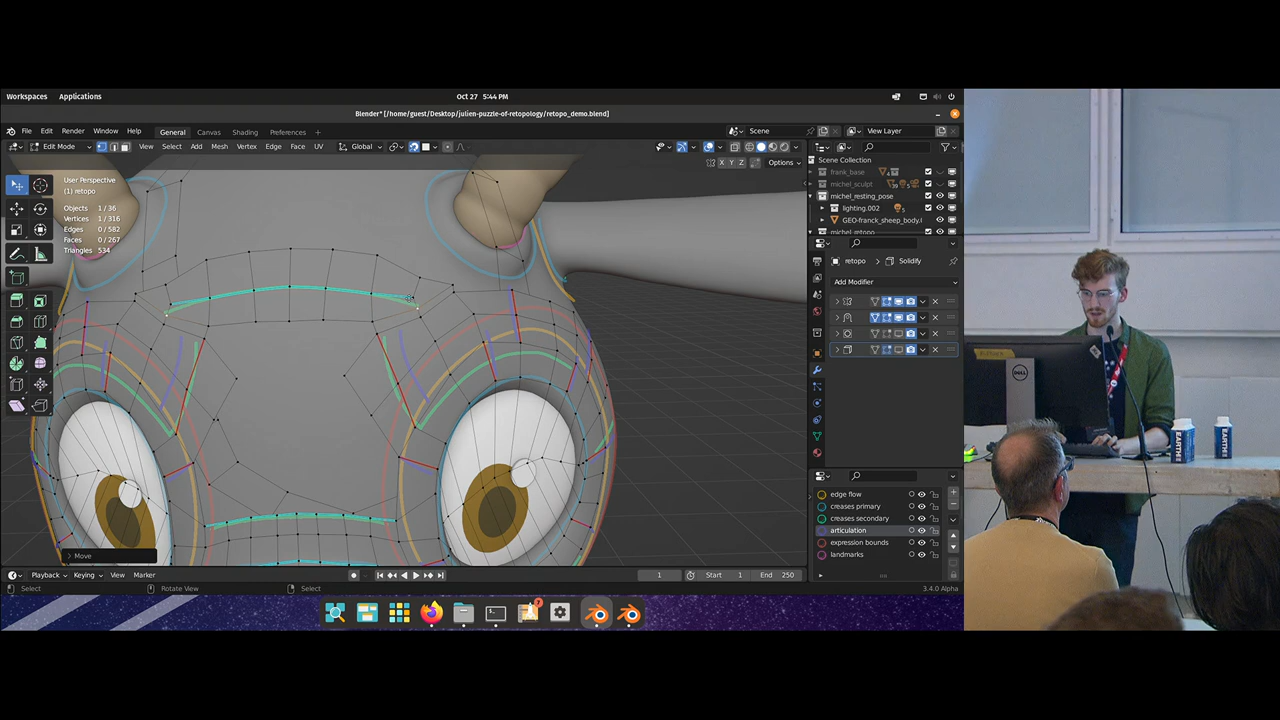 Workspaces Applications Oct 27 5:44 PM
Blender* [/home/guest/Desktop/julien-puzzle-of-retopology/retopo_demo.blend]
File Edit Render Window Help General Canvas Shading Preferences + Scene View Layer
Edit Mode View Select Add Mesh Vertex Edge Face UV Global
X Y Z Options
User Perspective
(1) retopo
Objects 1 / 36
Vertices 1 / 316
Edges 0 / 582
Faces 0 / 267
Triangles 534
Scene Collection
frank_base
michel_sculpt
michel_resting_pose
lighting.002
GEO-franck_sheep_body.l
michel_retopo
retopo > Solidify
Add Modifier
edge flow
creases primary
creases secondary
articulation
expression bounds
landmarks
Move
Playback Keying View Marker 1 Start 1 End 250
Select Rotate View Select 3.4.0 Alpha
DELL
EARTH
EARTH